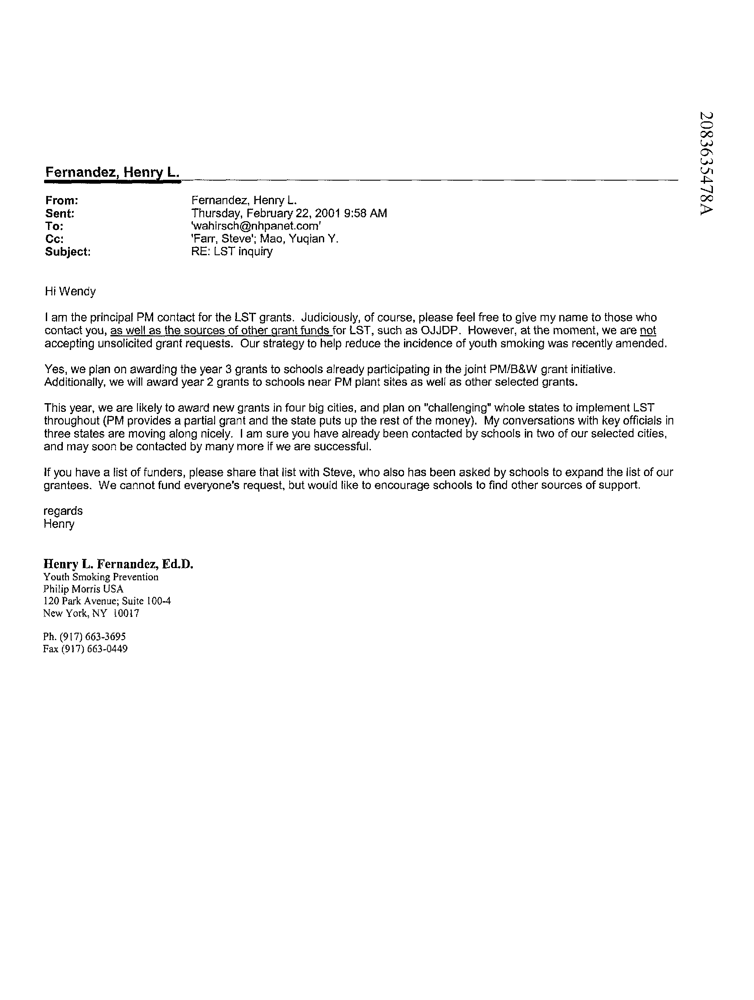 2083635478A
Fernandez, Henry L.
From: Fernandez, Henry L.
Sent: Thursday, February 22, 2001 9:58 AM
To: 'wahirsch@nhpanet.com'
Cc: 'Farr, Steve'; Mao, Yuqian Y.
Subject: RE: LST inquiry
Hi Wendy
I am the principal PM contact for the LST grants. Judiciously, of course, please feel free to give my name to those who
contact you, as well as the sources of other grant funds for LST, such as OJJDP. However, at the moment, we are not
accepting unsolicited grant requests. Our strategy to help reduce the incidence of youth smoking was recently amended.
Yes, we plan on awarding the year 3 grants to schools already participating in the joint PM/B&W grant initiative.
Additionally, we will award year 2 grants to schools near PM plant sites as well as other selected grants.
This year, we are likely to award new grants in four big cities, and plan on "challenging" whole states to implement LST
throughout (PM provides a partial grant and the state puts up the rest of the money). My conversations with key officials in
three states are moving along nicely. I am sure you have already been contacted by schools in two of our selected cities,
and may soon be contacted by many more if we are successful.
If you have a list of funders, please share that list with Steve, who also has been asked by schools to expand the list of our
grantees. We cannot fund everyone's request, but would like to encourage schools to find other sources of support.
regards
Henry
Henry L. Fernandez, Ed.D.
Youth Smoking Prevention
Philip Morris USA
120 Park Avenue; Suite 100-4
New York, NY 10017
Ph. (917) 663-3695
Fax (917) 663-0449